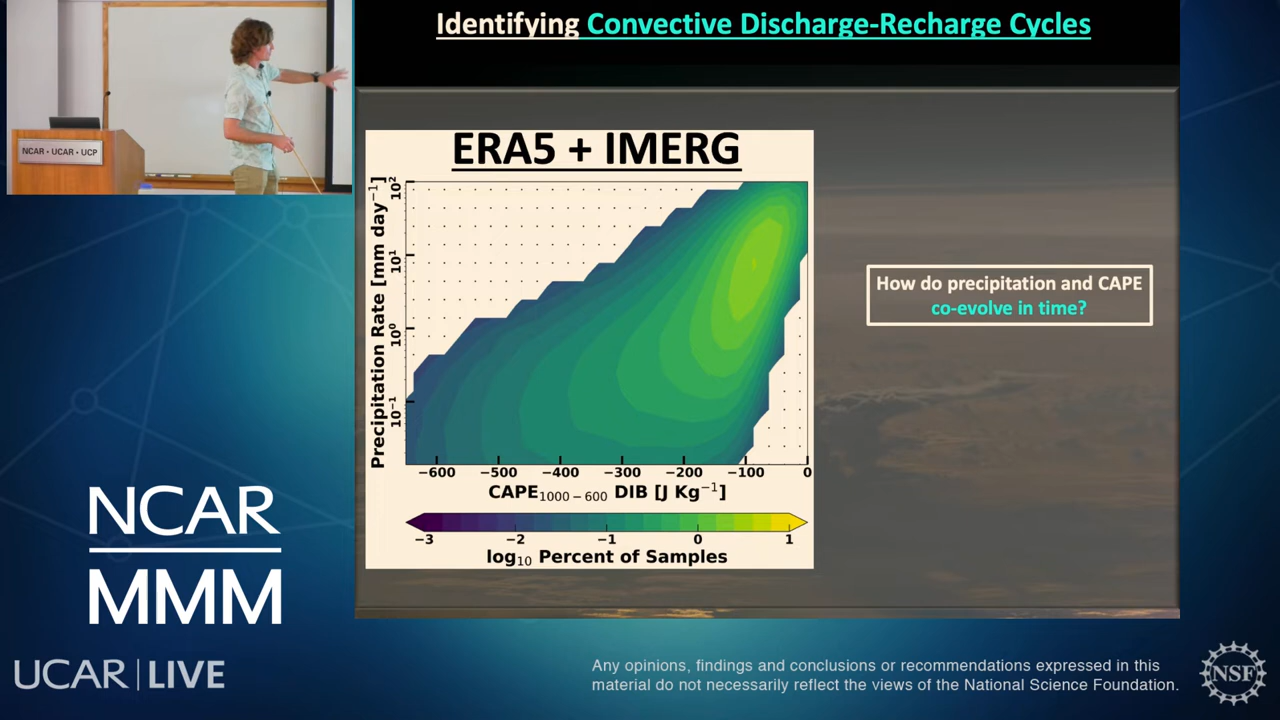 Identifying Convective Discharge-Recharge Cycles
NCAR • UCAR • UCP
ERA5 + IMERG
Precipitation Rate [mm day⁻¹]
10²
10¹
10⁰
10⁻¹
−600 −500 −400 −300 −200 −100 0
CAPE₁₀₀₀₋₆₀₀ DIB [J Kg⁻¹]
−3 −2 −1 0 1
log₁₀ Percent of Samples
How do precipitation and CAPE
co-evolve in time?
NCAR
MMM
UCAR | LIVE
Any opinions, findings and conclusions or recommendations expressed in this
material do not necessarily reflect the views of the National Science Foundation.
NSF